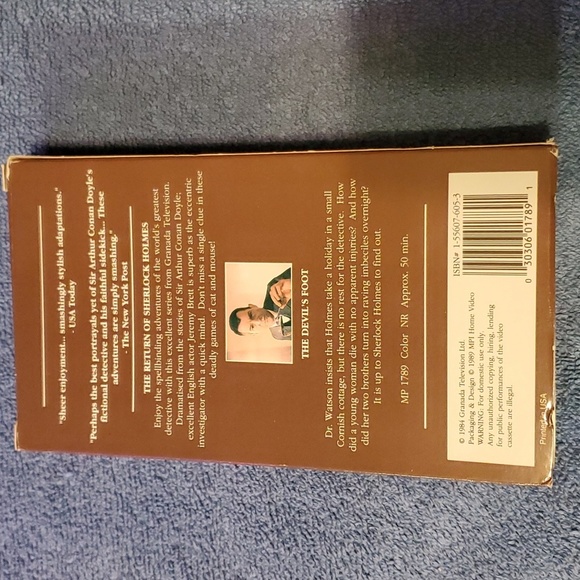 "Sheer enjoyment... smashingly stylish adaptations."
- USA Today
"Perhaps the best portrayals yet of Sir Arthur Conan Doyle's
fictional detective and his faithful sidekick... These
adventures are simply smashing."
- The New York Post
THE RETURN OF SHERLOCK HOLMES
Enjoy the spellbinding adventures of the world's greatest
detective with this excellent series from Granada Television.
Dramatized from the stories of Sir Arthur Conan Doyle;
excellent English actor Jeremy Brett is superb as the eccentric
investigator with a quick mind. Don't miss a single clue in these
deadly games of cat and mouse!
THE DEVIL'S FOOT
Dr. Watson insists that Holmes take a holiday in a small
Cornish cottage, but there is no rest for the detective. How
did a young woman die with no apparent injuries? And how
did her two brothers turn into raving imbeciles overnight?
It is up to Sherlock Holmes to find out.
MP 1789 Color NR Approx. 50 min.
© 1984 Granada Television Ltd.
Packaging & Design © 1989 MPI Home Video
WARNING: For domestic use only.
Any unauthorized copying, hiring, lending
for public performances of the video
cassette are illegal.
ISBN# 1-55607-605-3
0 30306 01789 1
Printed in USA